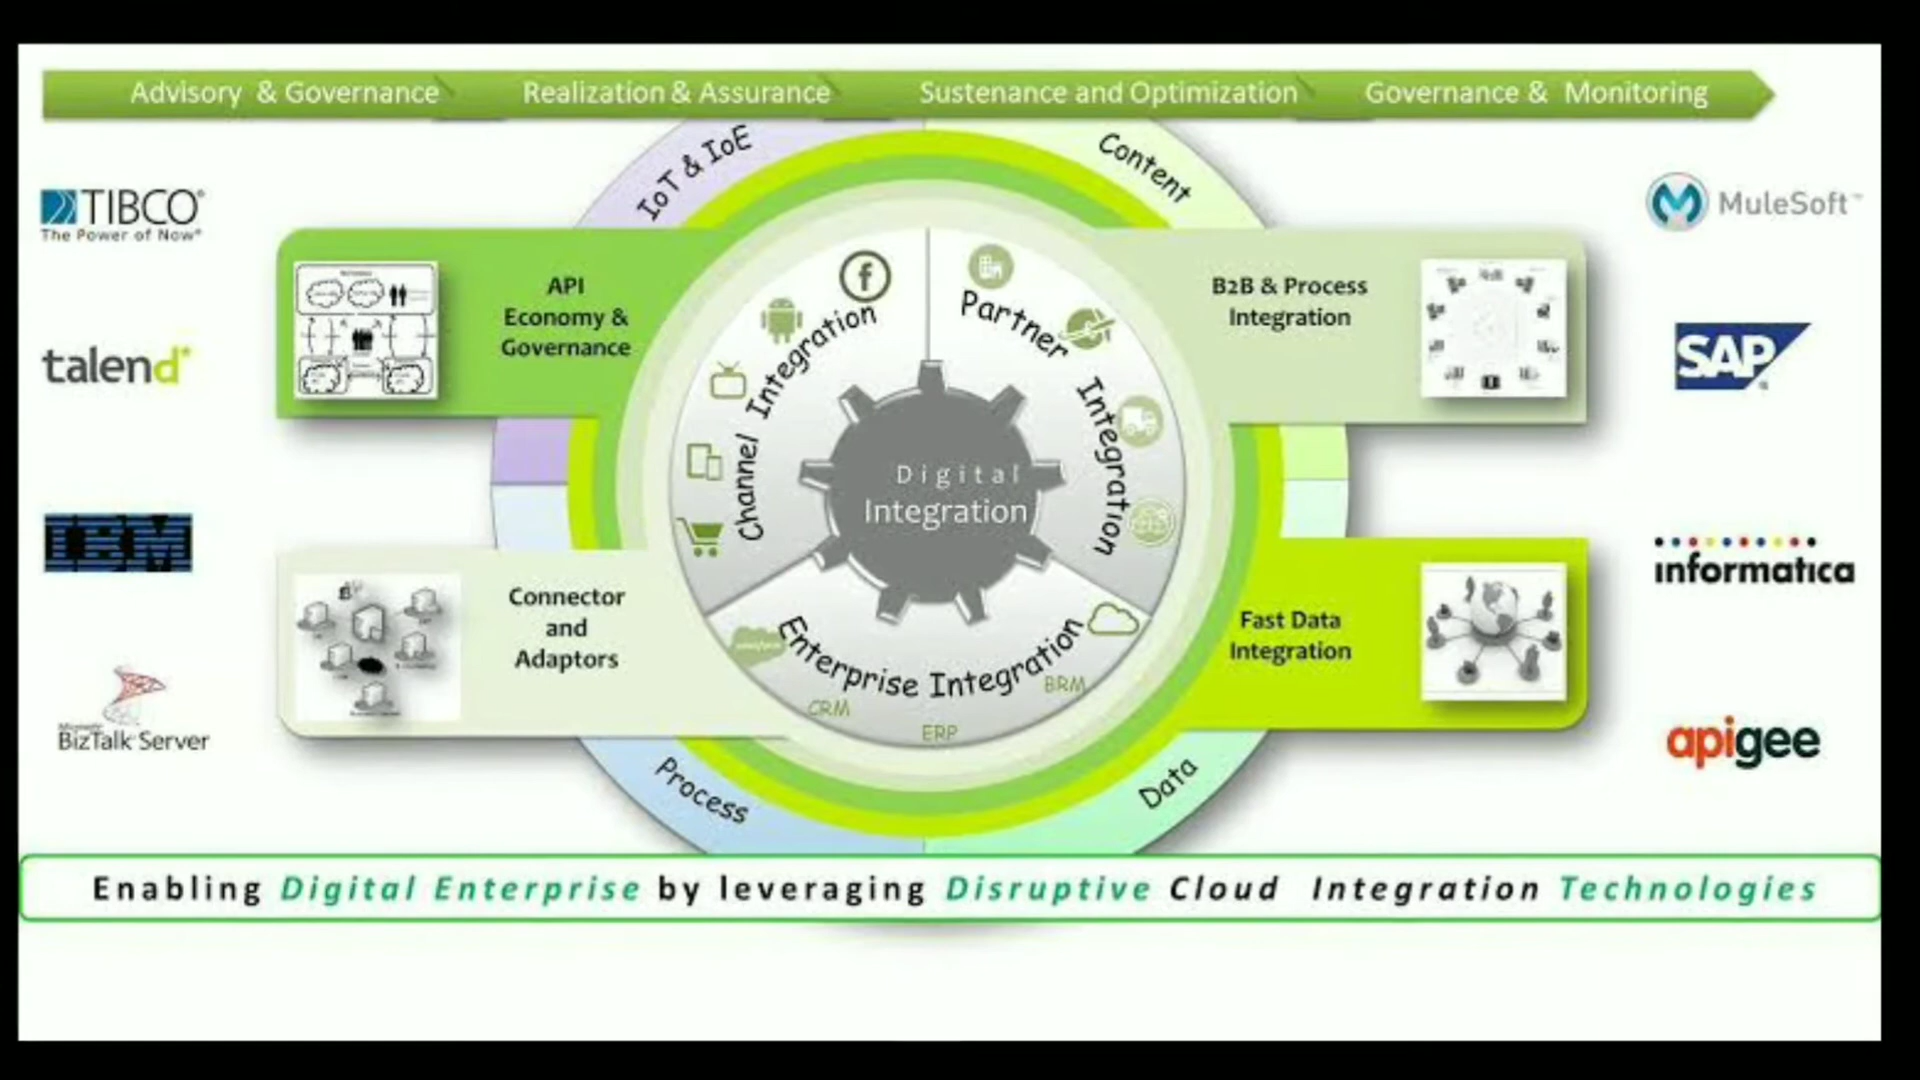 Advisory & Governance
Realization & Assurance
Sustenance and Optimization
Governance & Monitoring
IoT & IoE
Content
TIBCO®
The Power of Now®
MuleSoft™
API
Economy &
Governance
Partner Integration
B2B & Process
Integration
Channel Integration
talend*
SAP®
Digital
Integration
IBM
informatica
Connector
and
Adaptors
Fast Data
Integration
Enterprise Integration
BRM
CRM
ERP
Microsoft
BizTalk Server
apigee
Process
Data
Enabling Digital Enterprise by leveraging Disruptive Cloud Integration Technologies